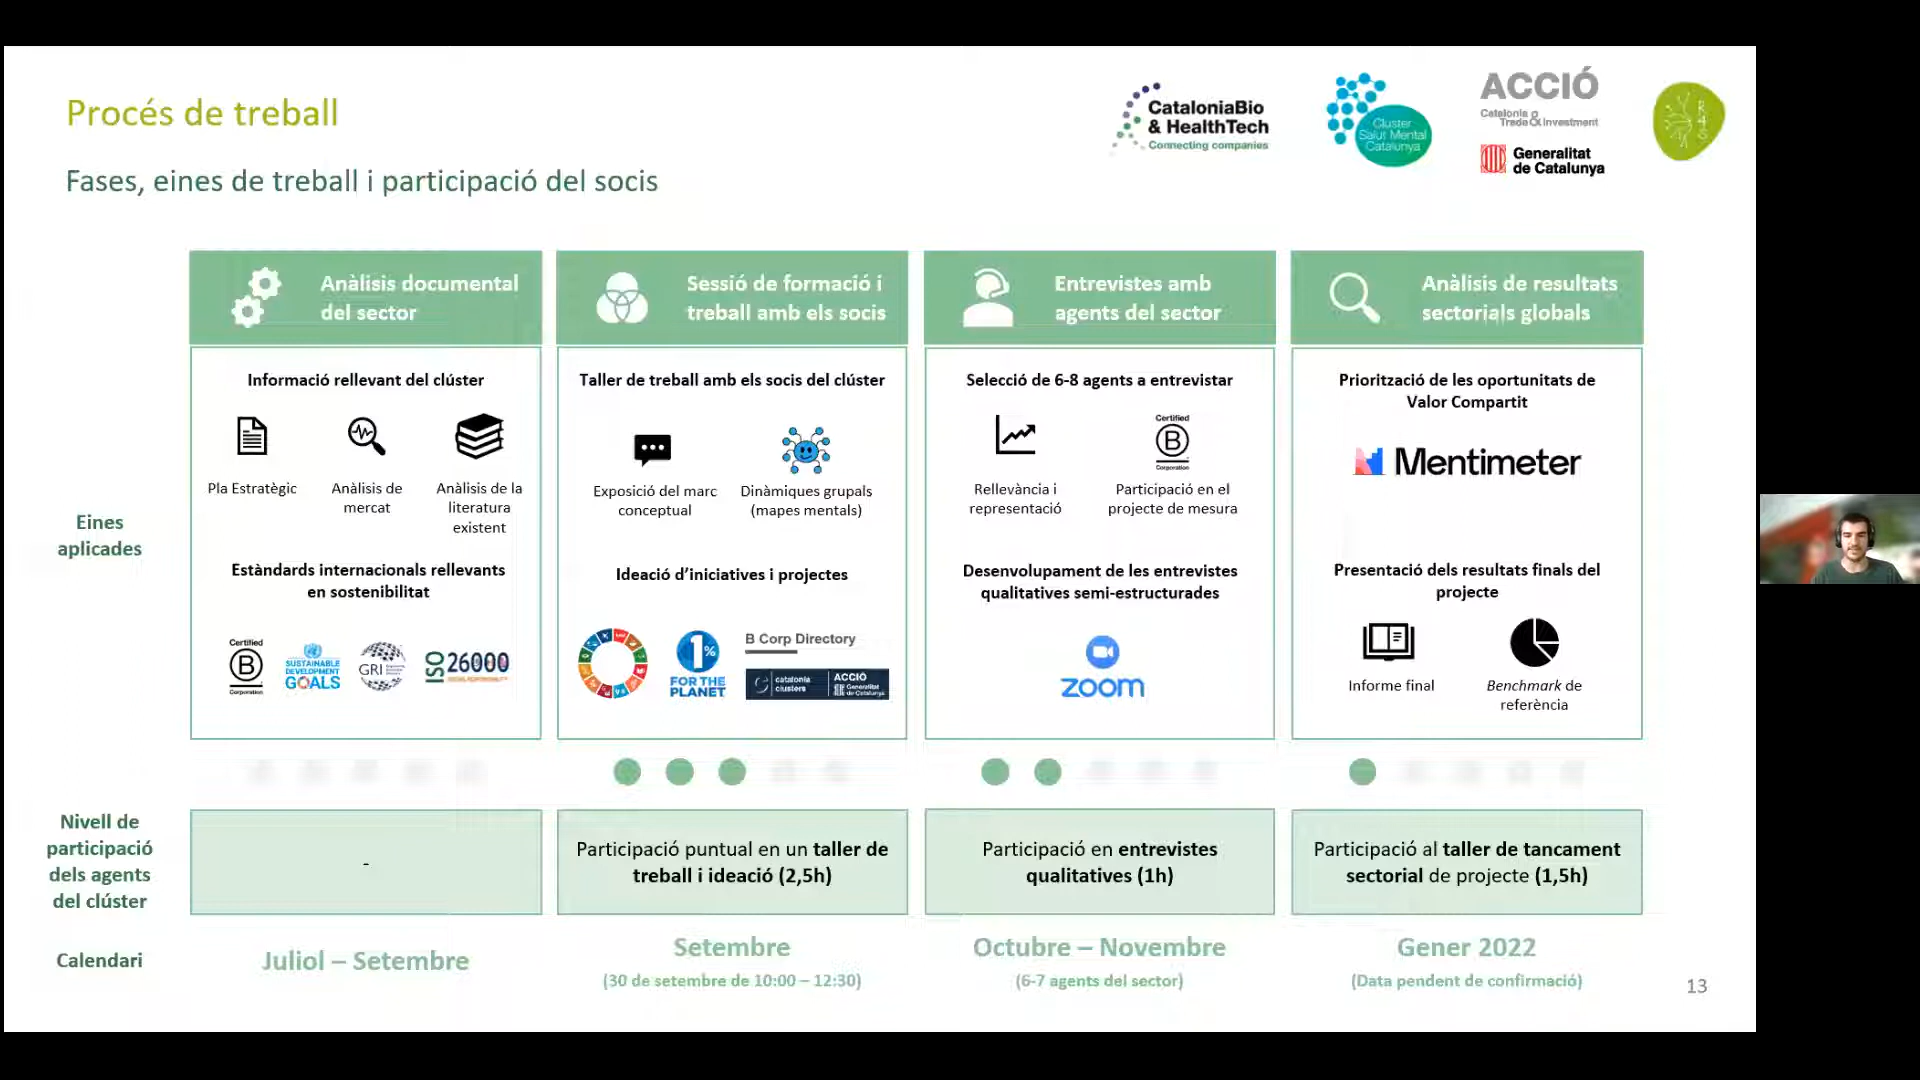 Procés de treball
Fases, eines de treball i participació del socis
CataloniaBio
& HealthTech
Connecting companies
Cluster
Salut Mental
Catalunya
ACCIÓ
Catalonia
Trade & Investment
Generalitat
de Catalunya
Anàlisis documental
del sector
Sessió de formació i
treball amb els socis
Entrevistes amb
agents del sector
Anàlisis de resultats
sectorials globals
Eines
aplicades
Informació rellevant del clúster
Pla Estratègic
Anàlisis de
mercat
Anàlisis de la
literatura
existent
Estàndards internacionals rellevants
en sostenibilitat
Certified
B
Corporation
SUSTAINABLE
DEVELOPMENT
GOALS
GRI
ISO 26000
Taller de treball amb els socis del clúster
Exposició del marc
conceptual
Dinàmiques grupals
(mapes mentals)
Ideació d'iniciatives i projectes
1%
FOR THE
PLANET
B Corp Directory
catalonia
clusters
ACCIÓ
Generalitat
de Catalunya
Selecció de 6-8 agents a entrevistar
Certified
B
Corporation
Rellevància i
representació
Participació en el
projecte de mesura
Desenvolupament de les entrevistes
qualitatives semi-estructurades
zoom
Priorització de les oportunitats de
Valor Compartit
Mentimeter
Presentació dels resultats finals del
projecte
Informe final
Benchmark de
referència
Nivell de
participació
dels agents
del clúster
-
Participació puntual en un taller de
treball i ideació (2,5h)
Participació en entrevistes
qualitatives (1h)
Participació al taller de tancament
sectorial de projecte (1,5h)
Calendari
Juliol – Setembre
Setembre
(30 de setembre de 10:00 – 12:30)
Octubre – Novembre
(6-7 agents del sector)
Gener 2022
(Data pendent de confirmació)
13